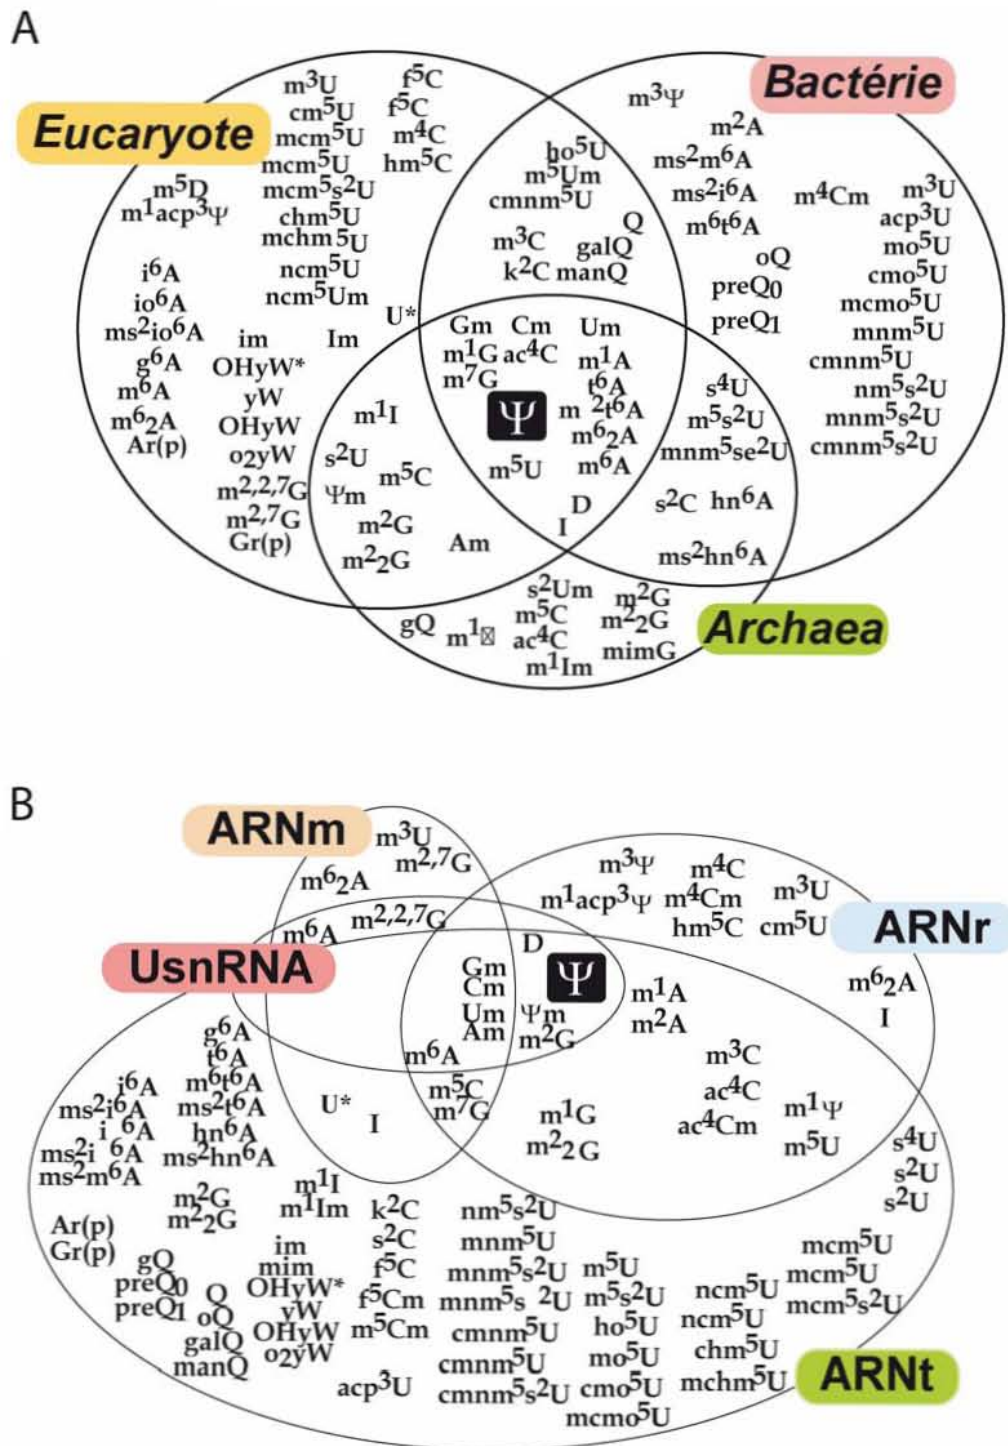 A
Eucaryote
Bactérie
Archaea
m³U
cm⁵U
mcm⁵U
mcm⁵U
mcm⁵s²U
chm⁵U
mchm⁵U
ncm⁵U
ncm⁵Um
f⁵C
f⁵C
m⁴C
hm⁵C
m⁵D
m¹acp³Ψ
i⁶A
io⁶A
ms²io⁶A
g⁶A
m⁶A
m⁶₂A
Ar(p)
im
OHyW*
yW
OHyW
o₂yW
m²,²,⁷G
m²,⁷G
Gr(p)
Im
U*
ho⁵U
m⁵Um
cmnm⁵U
Q
m³C galQ
k²C manQ
m³Ψ
m²A
ms²m⁶A
ms²i⁶A
m⁶t⁶A
oQ
preQ₀
preQ₁
m⁴Cm
m³U
acp³U
mo⁵U
cmo⁵U
mcmo⁵U
mnm⁵U
cmnm⁵U
nm⁵s²U
mnm⁵s²U
cmnm⁵s²U
Gm Cm Um
m¹G ac⁴C m¹A
m⁷G t⁶A
Ψ m ²t⁶A
m⁶₂A
m⁵U m⁶A
D
I
m¹I
s²U
m⁵C
Ψm
m²G
m²₂G
Am
s⁴U
m⁵s²U
mnm⁵se²U
s²C hn⁶A
ms²hn⁶A
gQ
m¹
s²Um
m⁵C
ac⁴C
m¹Im
m²G
m²₂G
mimG
B
ARNm
UsnRNA
ARNr
ARNt
m³U
m²,⁷G
m⁶₂A
m⁶A
m²,²,⁷G
m³Ψ
m¹acp³Ψ
m⁴C
m⁴Cm
hm⁵C
m³U
cm⁵U
m⁶₂A
I
D
Ψ
Gm
Cm
Um Ψm
Am m²G
m⁶A
m⁵C
m⁷G
U*
I
m¹A
m²A
m³C
ac⁴C
ac⁴Cm
m¹G
m²₂G
m¹Ψ
m⁵U
s⁴U
s²U
s²U
g⁶A
t⁶A
m⁶t⁶A
ms²t⁶A
hn⁶A
ms²hn⁶A
i⁶A
ms²i⁶A
i ⁶A
ms²i ⁶A
ms²m⁶A
m²G
m²₂G
m¹I
m¹Im
Ar(p)
Gr(p)
gQ
preQ₀
preQ₁
Q
oQ
galQ
manQ
im
mim
OHyW*
yW
OHyW
o₂yW
k²C
s²C
f⁵C
f⁵Cm
m⁵Cm
acp³U
nm⁵s²U
mnm⁵U
mnm⁵s²U
mnm⁵s ²U
cmnm⁵U
cmnm⁵U
cmnm⁵s²U
m⁵U
m⁵s²U
ho⁵U
mo⁵U
cmo⁵U
mcmo⁵U
ncm⁵U
ncm⁵U
chm⁵U
mchm⁵U
mcm⁵U
mcm⁵U
mcm⁵s²U